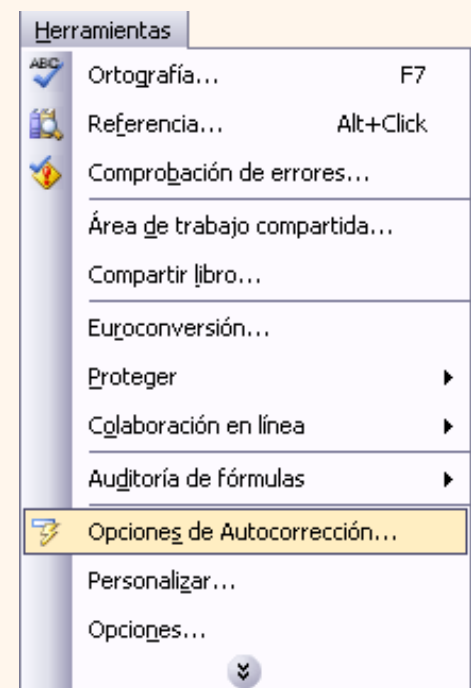 Herramientas
ABC Ortografía... F7
Referencia... Alt+Click
Comprobación de errores...
Área de trabajo compartida...
Compartir libro...
Euroconversión...
Proteger
Colaboración en línea
Auditoría de fórmulas
Opciones de Autocorrección...
Personalizar...
Opciones...